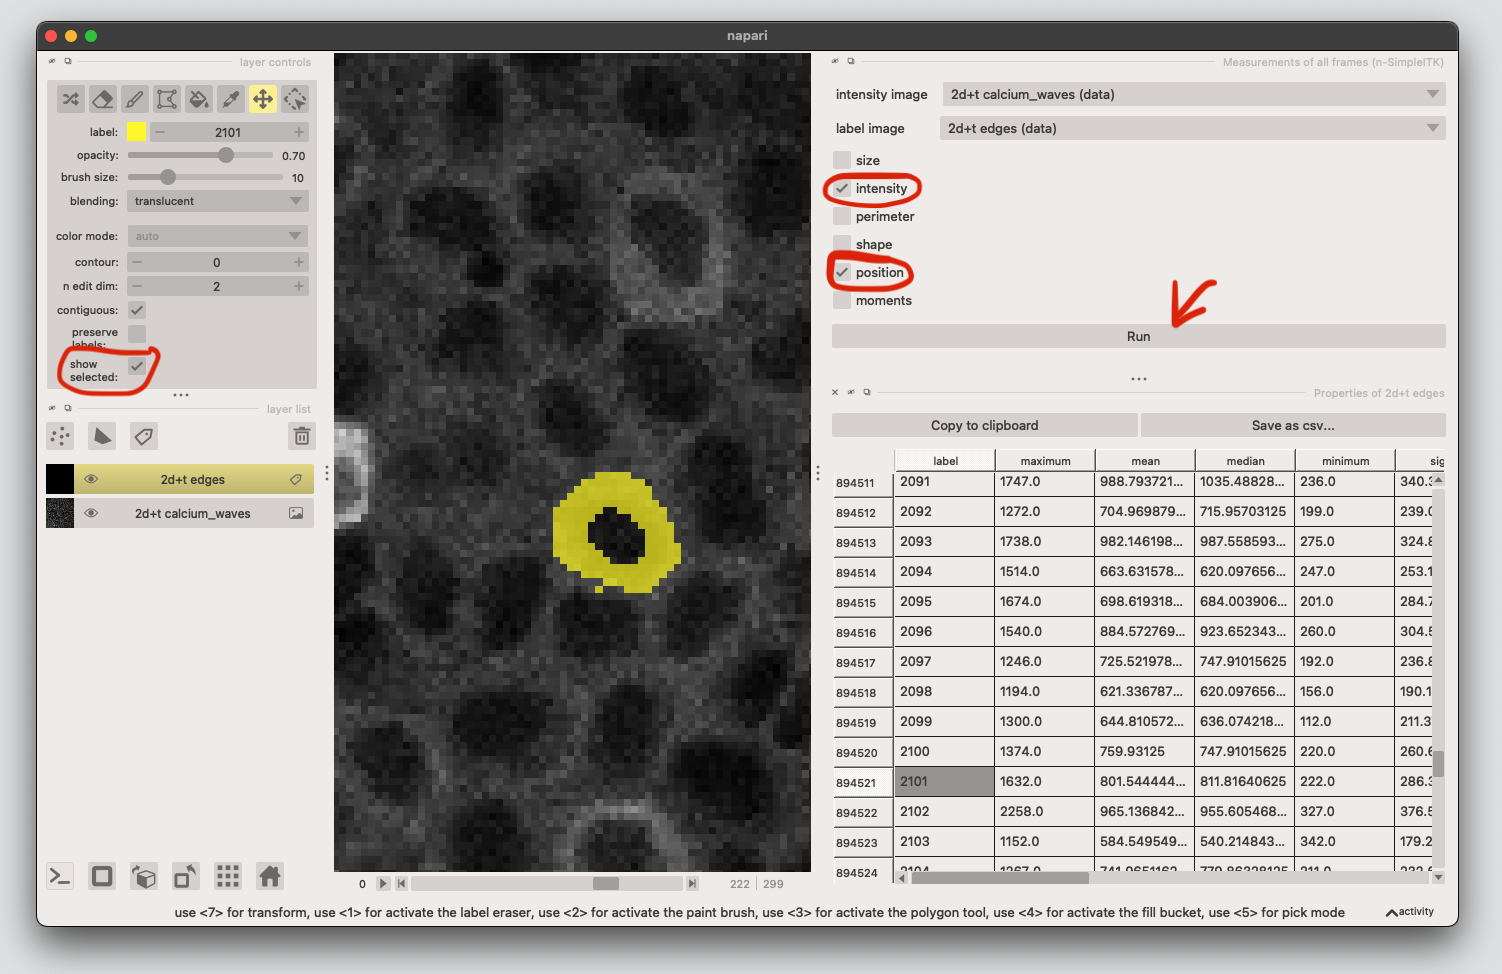 napari
layer controls
label: 2101
opacity: 0.70
brush size: 10
blending: translucent
color mode: auto
contour: 0
n edit dim: 2
contiguous:
preserve
labels:
show
selected:
layer list
2d+t edges
2d+t calcium_waves
0 222 299
Measurements of all frames (n-SimpleITK)
intensity image 2d+t calcium_waves (data)
label image 2d+t edges (data)
size
intensity
perimeter
shape
position
moments
Run
Properties of 2d+t edges
Copy to clipboard Save as csv...
label maximum mean median minimum sig
894511 2091 1747.0 988.793721... 1035.48828... 236.0 340.3
894512 2092 1272.0 704.969879... 715.95703125 199.0 239.0
894513 2093 1738.0 982.146198... 987.558593... 275.0 324.8
894514 2094 1514.0 663.631578... 620.097656... 247.0 253.1
894515 2095 1674.0 698.619318... 684.003906... 201.0 284.7
894516 2096 1540.0 884.572769... 923.652343... 260.0 304.5
894517 2097 1246.0 725.521978... 747.91015625 192.0 236.8
894518 2098 1194.0 621.336787... 620.097656... 156.0 190.1
894519 2099 1300.0 644.810572... 636.074218... 112.0 211.3
894520 2100 1374.0 759.93125 747.91015625 220.0 260.6
894521 2101 1632.0 801.544444... 811.81640625 222.0 286.3
894522 2102 2258.0 965.136842... 955.605468... 327.0 376.5
894523 2103 1152.0 584.549549... 540.214843... 342.0 179.2
894524
use <7> for transform, use <1> for activate the label eraser, use <2> for activate the paint brush, use <3> for activate the polygon tool, use <4> for activate the fill bucket, use <5> for pick mode
activity